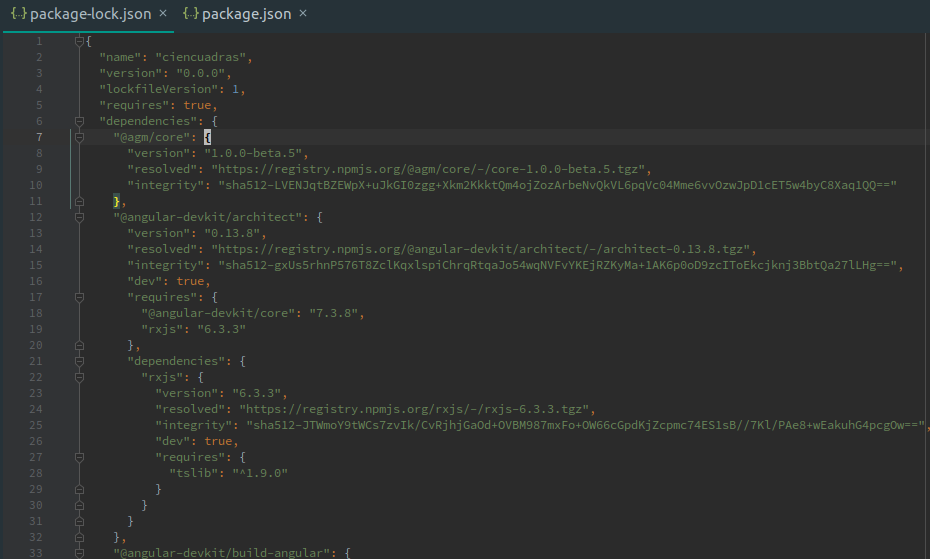 {..} package-lock.json × {..} package.json ×
1 {
2 "name": "ciencuadras",
3 "version": "0.0.0",
4 "lockfileVersion": 1,
5 "requires": true,
6 "dependencies": {
7 "@agm/core": {
8 "version": "1.0.0-beta.5",
9 "resolved": "https://registry.npmjs.org/@agm/core/-/core-1.0.0-beta.5.tgz",
10 "integrity": "sha512-LVENJqtBZEWpX+uJkGI0zgg+Xkm2KkktQm4ojZozArbeNvQkVL6pqVc04Mme6vvOzwJpD1cET5w4byC8Xaq1QQ=="
11 },
12 "@angular-devkit/architect": {
13 "version": "0.13.8",
14 "resolved": "https://registry.npmjs.org/@angular-devkit/architect/-/architect-0.13.8.tgz",
15 "integrity": "sha512-gxUs5rhnP576T8ZclKqxlspiChrqRtqaJo54wqNVFvYKEjRZKyMa+1AK6p0oD9zcIToEkcjknj3BbtQa27lLHg==",
16 "dev": true,
17 "requires": {
18 "@angular-devkit/core": "7.3.8",
19 "rxjs": "6.3.3"
20 },
21 "dependencies": {
22 "rxjs": {
23 "version": "6.3.3",
24 "resolved": "https://registry.npmjs.org/rxjs/-/rxjs-6.3.3.tgz",
25 "integrity": "sha512-JTWmoY9tWCs7zvIk/CvRjhjGaOd+OVBM987mxFo+OW66cGpdKjZcpmc74ES1sB//7Kl/PAe8+wEakuhG4pcgOw==",
26 "dev": true,
27 "requires": {
28 "tslib": "^1.9.0"
29 }
30 }
31 }
32 },
33 "@angular-devkit/build-angular": {